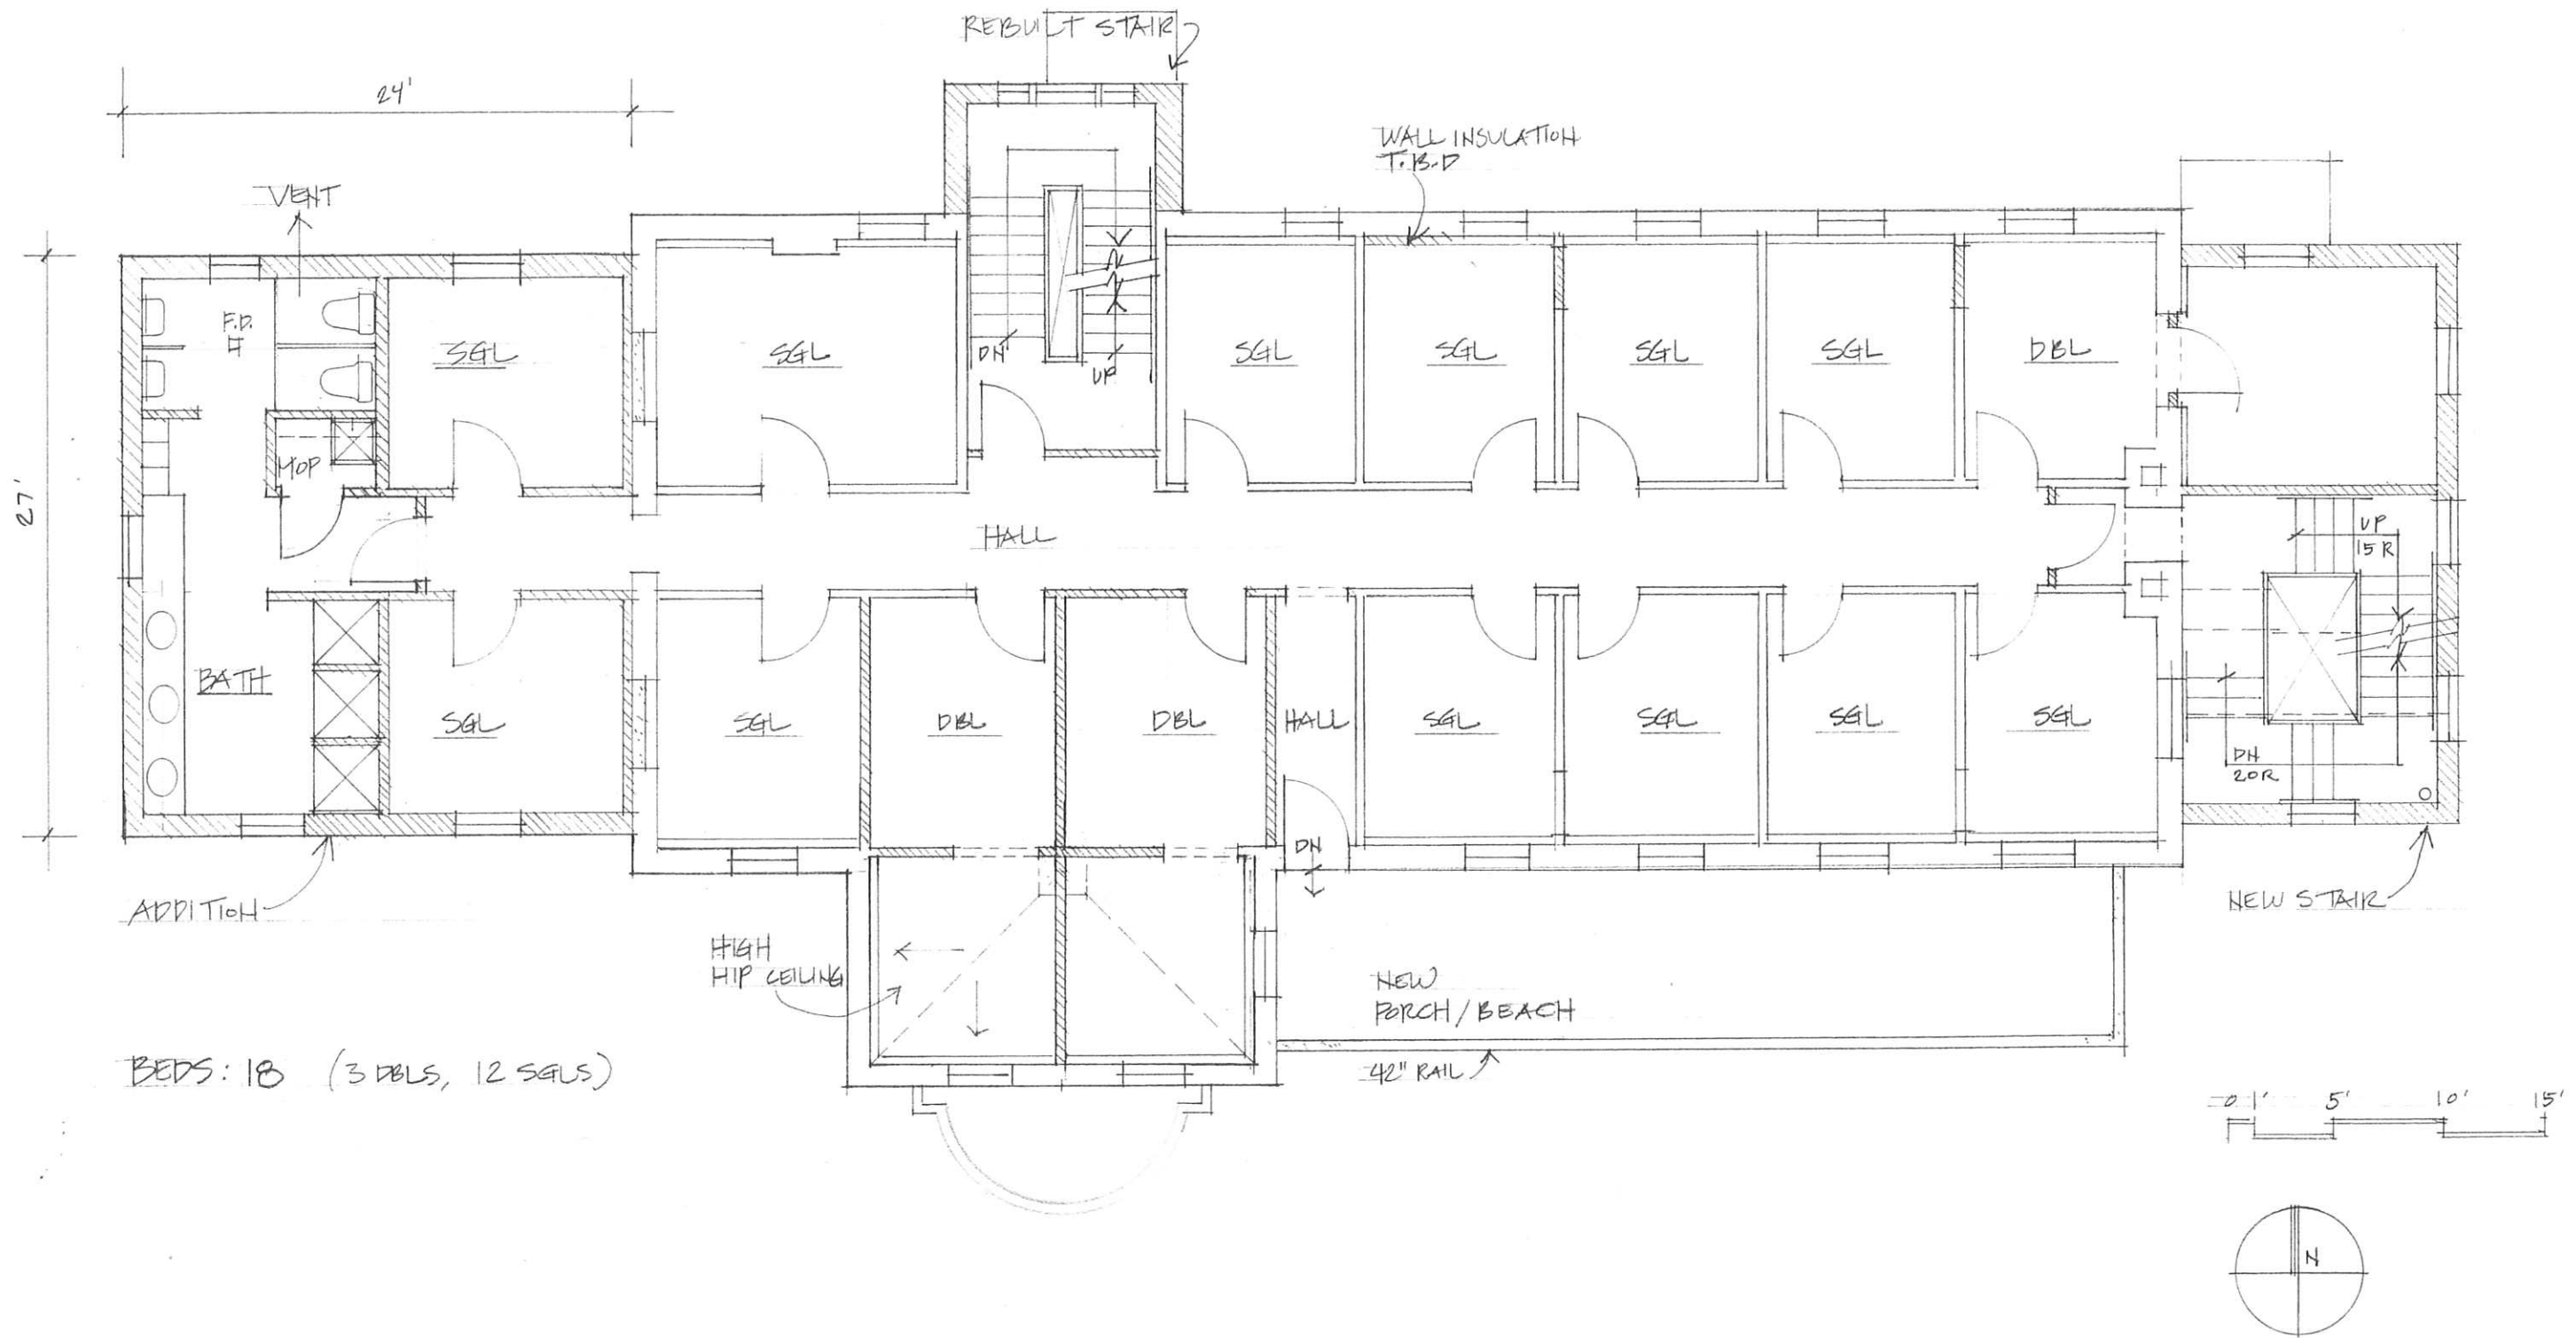 REBUILT STAIR
24'
WALL INSULATION
T.B.D
VENT
F.D.
SGL
SGL
DN
UP
SGL
SGL
SGL
SGL
DBL
MOP
HALL
UP
15R
27'
BATH
SGL
SGL
DBL
DBL
HALL
SGL
SGL
SGL
SGL
DN
20R
DN
ADDITION
NEW STAIR
HIGH
HIP CEILING
NEW
PORCH/BEACH
42" RAIL
BEDS: 18 (3 DBLS, 12 SGLS)
0 1' 5' 10' 15'
N